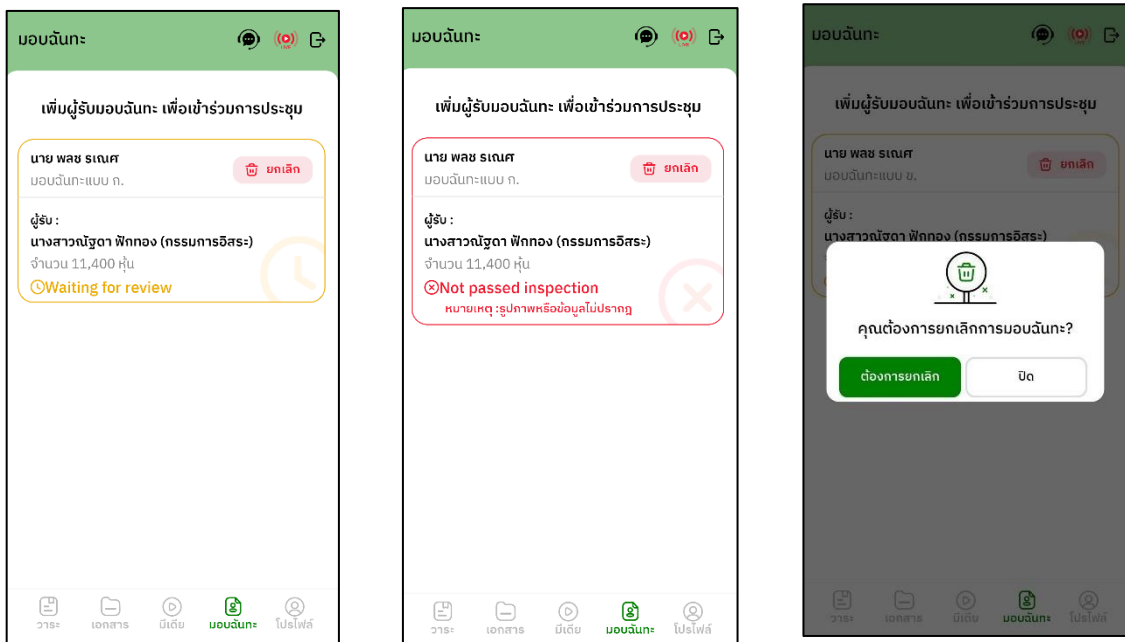 มอบฉันทะ
LIVE
เพิ่มผู้รับมอบฉันทะ เพื่อเข้าร่วมการประชุม
นาย พลช ธเณศ
ยกเลิก
มอบฉันทะแบบ ก.
ผู้รับ :
นางสาวณัฐดา ฟักทอง (กรรมการอิสระ)
จำนวน 11,400 หุ้น
Waiting for review
วาระ เอกสาร มีเดีย มอบฉันทะ โปรไฟล์
มอบฉันทะ
LIVE
เพิ่มผู้รับมอบฉันทะ เพื่อเข้าร่วมการประชุม
นาย พลช ธเณศ
ยกเลิก
มอบฉันทะแบบ ก.
ผู้รับ :
นางสาวณัฐดา ฟักทอง (กรรมการอิสระ)
จำนวน 11,400 หุ้น
Not passed inspection
หมายเหตุ :รูปภาพหรือข้อมูลไม่ปรากฎ
วาระ เอกสาร มีเดีย มอบฉันทะ โปรไฟล์
มอบฉันทะ
LIVE
เพิ่มผู้รับมอบฉันทะ เพื่อเข้าร่วมการประชุม
นาย พลช ธเณศ
ยกเลิก
มอบฉันทะแบบ ข.
ผู้รับ :
นางสาวณัฐดา ฟักทอง (กรรมการอิสระ)
คุณต้องการยกเลิกการมอบฉันทะ?
ต้องการยกเลิก ปิด
วาระ เอกสาร มีเดีย มอบฉันทะ โปรไฟล์